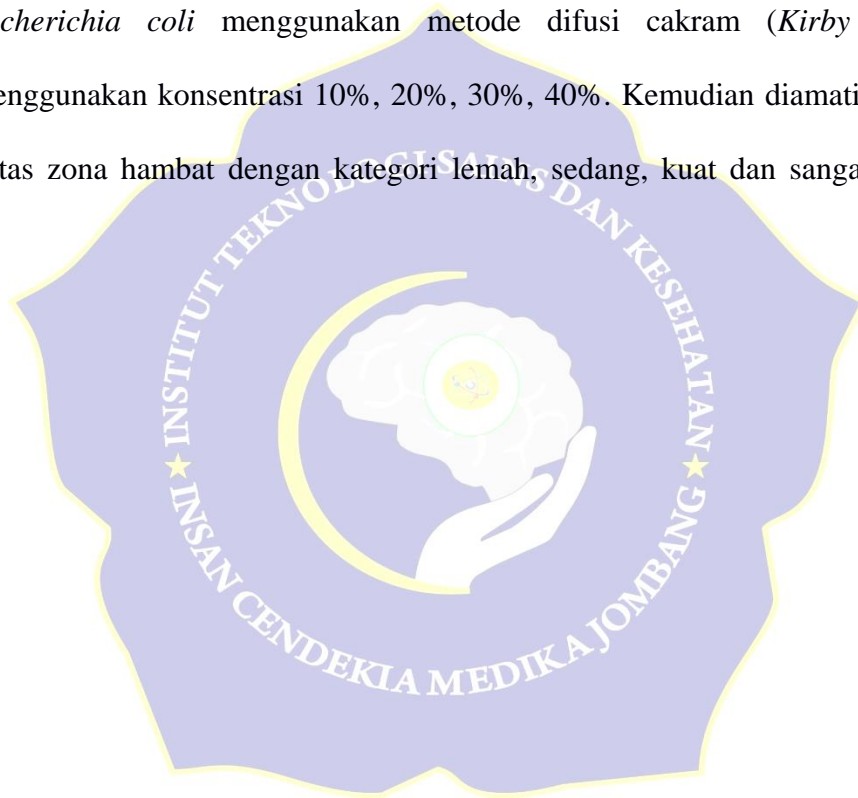 cherichia coli menggunakan metode difusi cakram (Kirby
enggunakan konsentrasi 10%, 20%, 30%, 40%. Kemudian diamati
tas zona hambat dengan kategori lemah, sedang, kuat dan sanga
INSTITUT TEKNOLOGI SAINS DAN KESEHATAN
INSAN CENDEKIA MEDIKA JOMBANG